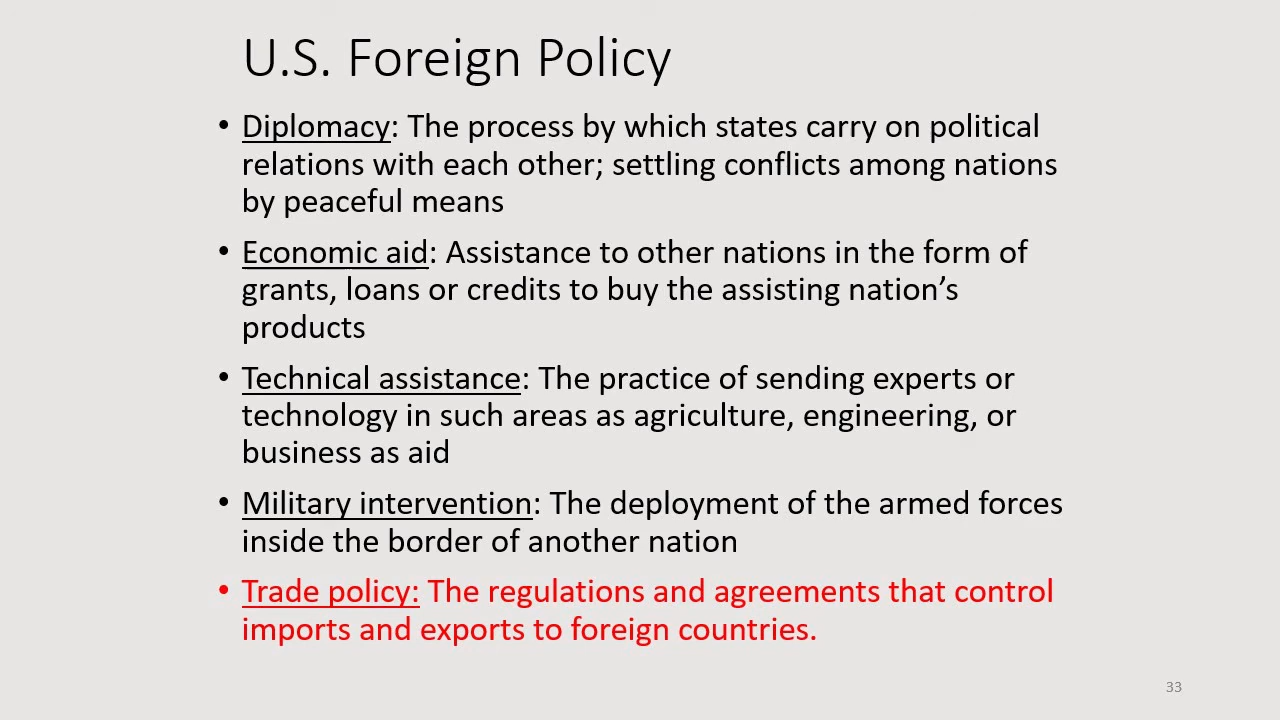 U.S. Foreign Policy
• Diplomacy: The process by which states carry on political
relations with each other; settling conflicts among nations
by peaceful means
• Economic aid: Assistance to other nations in the form of
grants, loans or credits to buy the assisting nation’s
products
• Technical assistance: The practice of sending experts or
technology in such areas as agriculture, engineering, or
business as aid
• Military intervention: The deployment of the armed forces
inside the border of another nation
• Trade policy: The regulations and agreements that control
imports and exports to foreign countries.
33